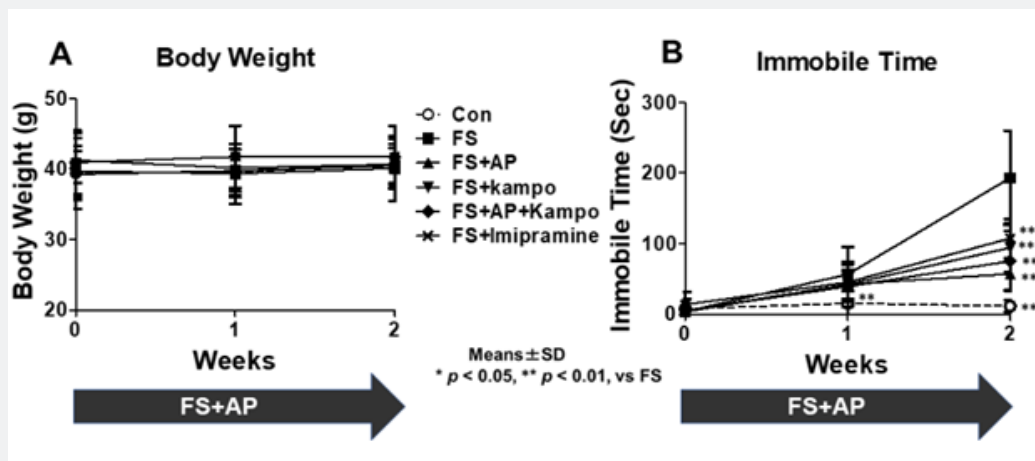 A Body Weight
Body Weight (g)
50
40
30
20
0 1 2
Weeks
FS+AP
Con
FS
FS+AP
FS+kampo
FS+AP+Kampo
FS+Imipramine
Means±SD
* p < 0.05, ** p < 0.01, vs FS
B Immobile Time
Immobile Time (Sec)
300
200
100
0
**
**
**
**
**
**
0 1 2
Weeks
FS+AP